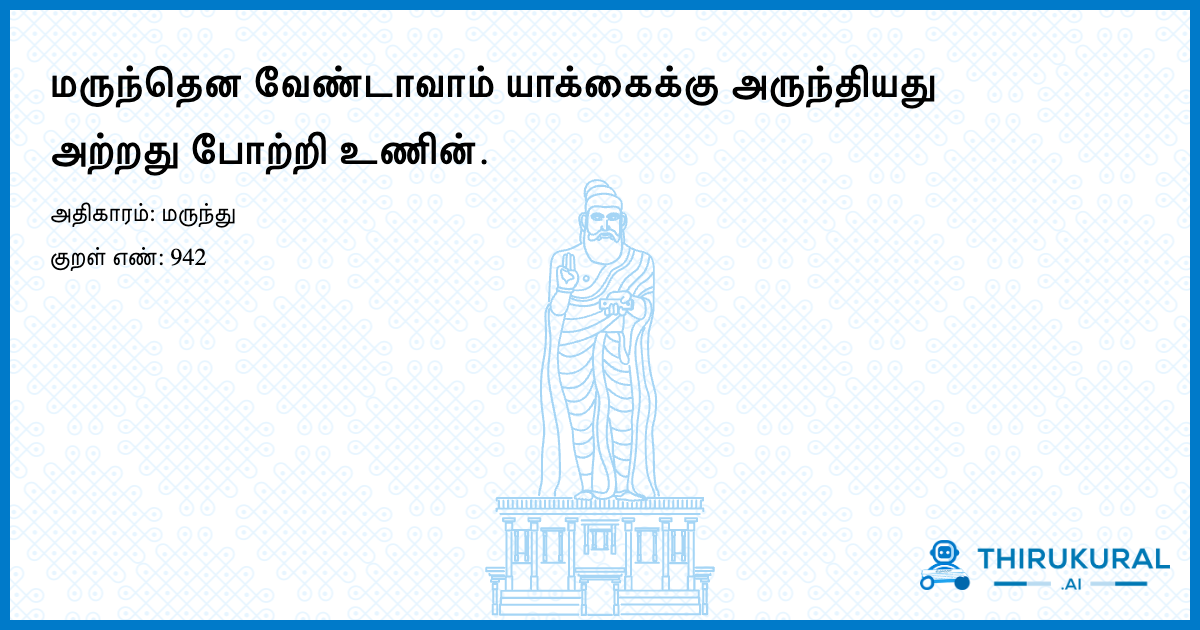 மருந்தென வேண்டாவாம் யாக்கைக்கு அருந்தியது
அற்றது போற்றி உணின்.
அதிகாரம்: மருந்து
குறள் எண்: 942
THIRUKURAL
.AI